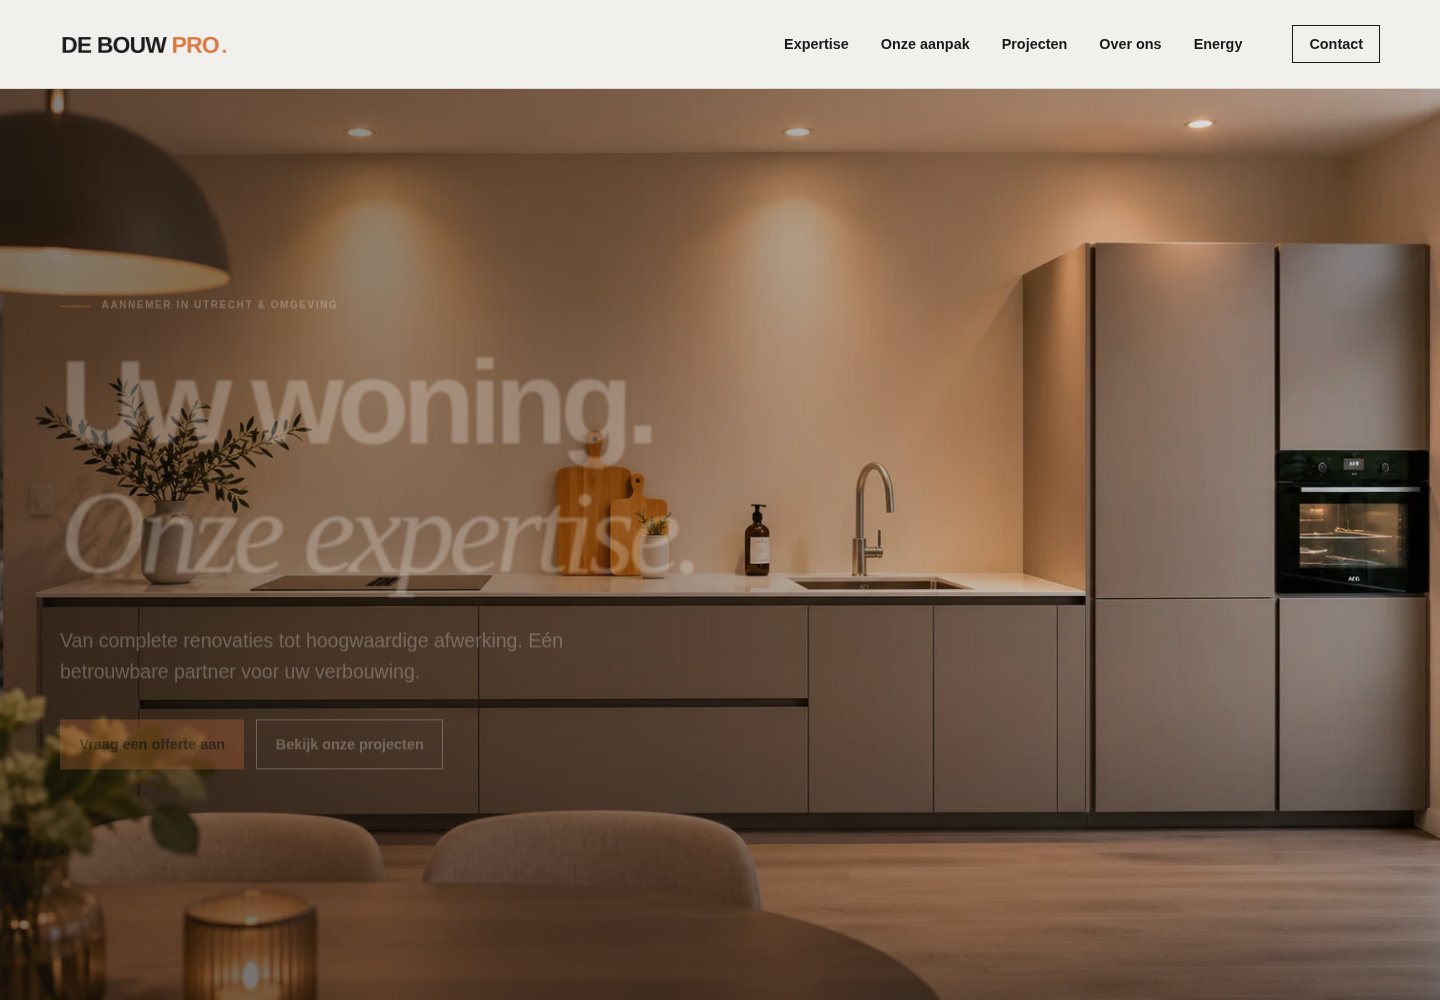 DE BOUW PRO.
Expertise
Onze aanpak
Projecten
Over ons
Energy
Contact
AANNEMER IN UTRECHT & OMGEVING
Uw woning.
Onze expertise.
Van complete renovaties tot hoogwaardige afwerking. Eén
betrouwbare partner voor uw verbouwing.
Vraag een offerte aan
Bekijk onze projecten
AEG